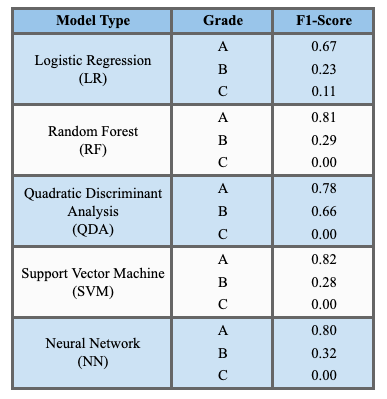 Model Type Grade F1-Score
Logistic Regression
(LR)
A 0.67
B 0.23
C 0.11
Random Forest
(RF)
A 0.81
B 0.29
C 0.00
Quadratic Discriminant
Analysis
(QDA)
A 0.78
B 0.66
C 0.00
Support Vector Machine
(SVM)
A 0.82
B 0.28
C 0.00
Neural Network
(NN)
A 0.80
B 0.32
C 0.00